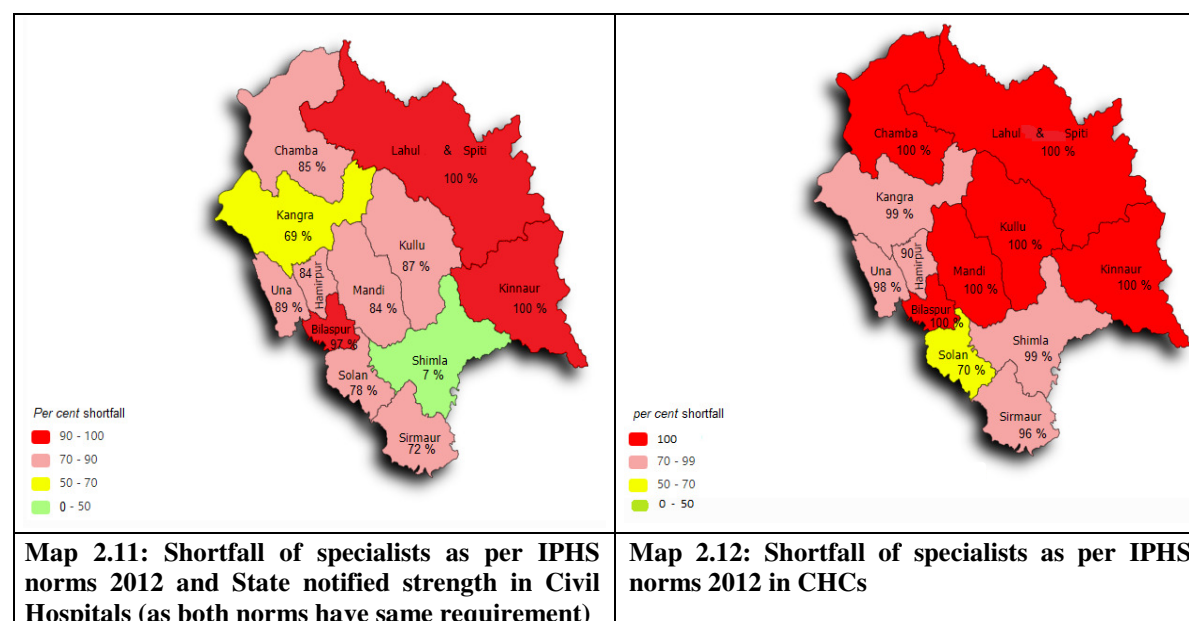 Chamba
85 %
Lahul & Spiti
100 %
Kangra
69 %
Kullu
87 %
84
Hamirpur
Una
89 %
Mandi
84 %
Kinnaur
100 %
Bilaspur
97 %
Shimla
7 %
Solan
78 %
Sirmaur
72 %
Per cent shortfall
90 - 100
70 - 90
50 - 70
0 - 50
Map 2.11: Shortfall of specialists as per IPHS
norms 2012 and State notified strength in Civil
Hospitals (as both norms have same requirement)
Chamba
100 %
Lahul & Spiti
100 %
Kangra
99 %
Kullu
100 %
90
Hamirpur
Una
98 %
Mandi
100 %
Kinnaur
100 %
Bilaspur
100 %
Shimla
99 %
Solan
70 %
Sirmaur
96 %
per cent shortfall
100
70 - 99
50 - 70
0 - 50
Map 2.12: Shortfall of specialists as per IPHS
norms 2012 in CHCs